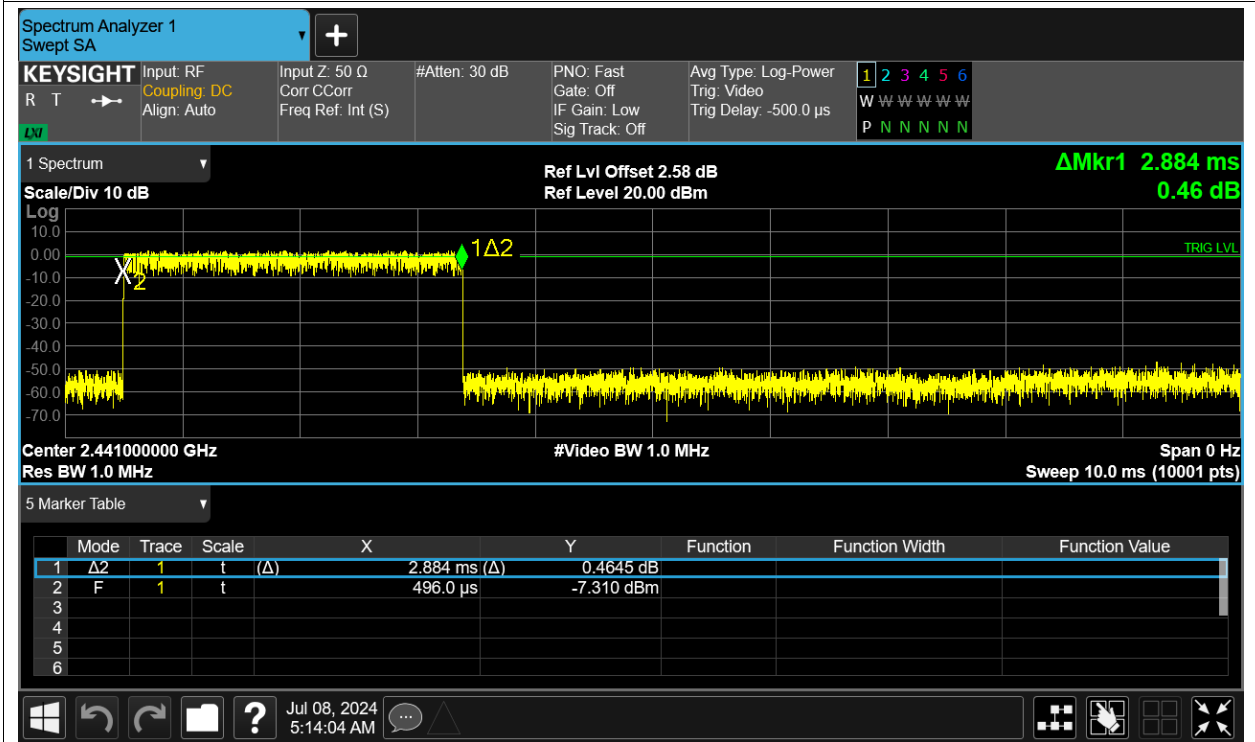 Spectrum Analyzer 1
Swept SA
+
KEYSIGHT Input: RF Input Z: 50 Ω #Atten: 30 dB PNO: Fast Avg Type: Log-Power 1 2 3 4 5 6
R T Coupling: DC Corr CCorr Gate: Off Trig: Video W W W W W W
Align: Auto Freq Ref: Int (S) IF Gain: Low Trig Delay: -500.0 µs
LXI Sig Track: Off P N N N N N
1 Spectrum Ref Lvl Offset 2.58 dB ΔMkr1 2.884 ms
Scale/Div 10 dB Ref Level 20.00 dBm 0.46 dB
Log
10.0
0.00 1Δ2 TRIG LVL
-10.0 2
-20.0
-30.0
-40.0
-50.0
-60.0
-70.0
Center 2.441000000 GHz #Video BW 1.0 MHz Span 0 Hz
Res BW 1.0 MHz Sweep 10.0 ms (10001 pts)
5 Marker Table
Mode Trace Scale X Y Function Function Width Function Value
1 Δ2 1 t (Δ) 2.884 ms (Δ) 0.4645 dB
2 F 1 t 496.0 µs -7.310 dBm
3
4
5
6
? Jul 08, 2024
5:14:04 AM